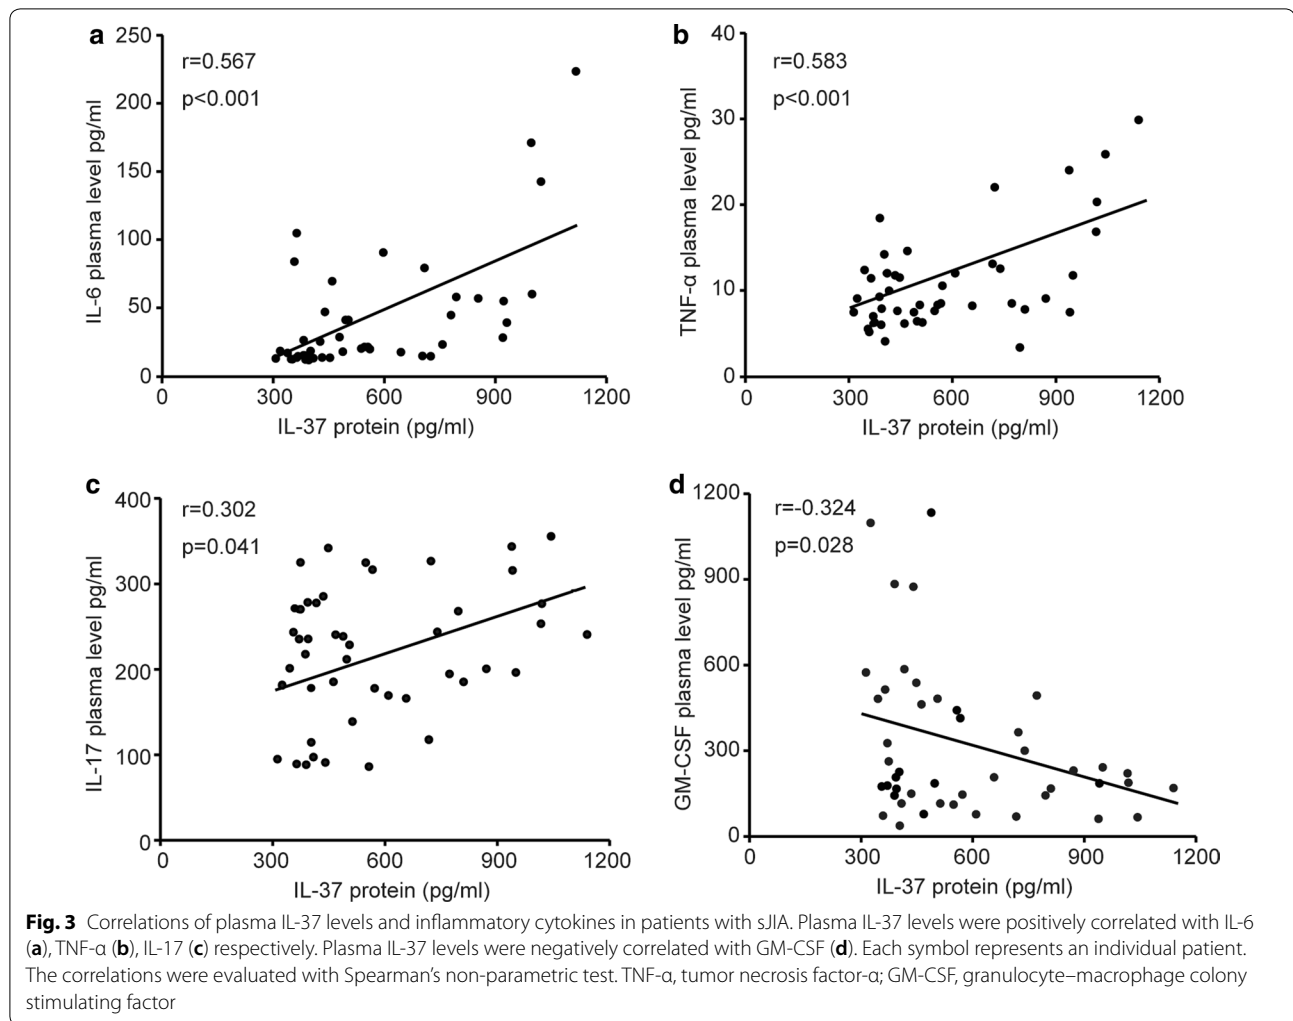 a
250
200
150
100
50
0
r=0.567
p<0.001
IL-6 plasma level pg/ml
0 300 600 900 1200
IL-37 protein (pg/ml)
b
40
30
20
10
0
r=0.583
p<0.001
TNF-α plasma level pg/ml
0 300 600 900 1200
IL-37 protein (pg/ml)
c
400
300
200
100
0
r=0.302
p=0.041
IL-17 plasma level pg/ml
0 300 600 900 1200
IL-37 protein (pg/ml)
d
1200
900
600
300
0
r=-0.324
p=0.028
GM-CSF plasma level pg/ml
0 300 600 900 1200
IL-37 protein (pg/ml)
Fig. 3 Correlations of plasma IL-37 levels and inflammatory cytokines in patients with sJIA. Plasma IL-37 levels were positively correlated with IL-6
(a), TNF-α (b), IL-17 (c) respectively. Plasma IL-37 levels were negatively correlated with GM-CSF (d). Each symbol represents an individual patient.
The correlations were evaluated with Spearman's non-parametric test. TNF-α, tumor necrosis factor-α; GM-CSF, granulocyte–macrophage colony
stimulating factor